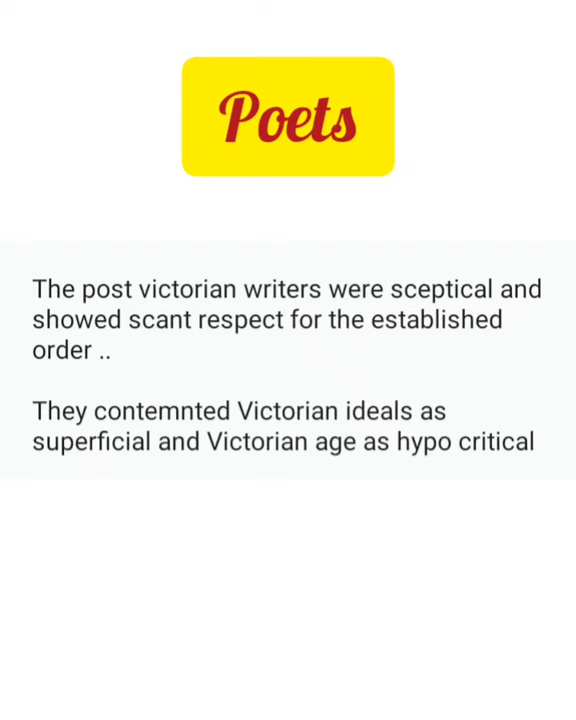 Poets
The post victorian writers were sceptical and
showed scant respect for the established
order ..
They contemnted Victorian ideals as
superficial and Victorian age as hypo critical